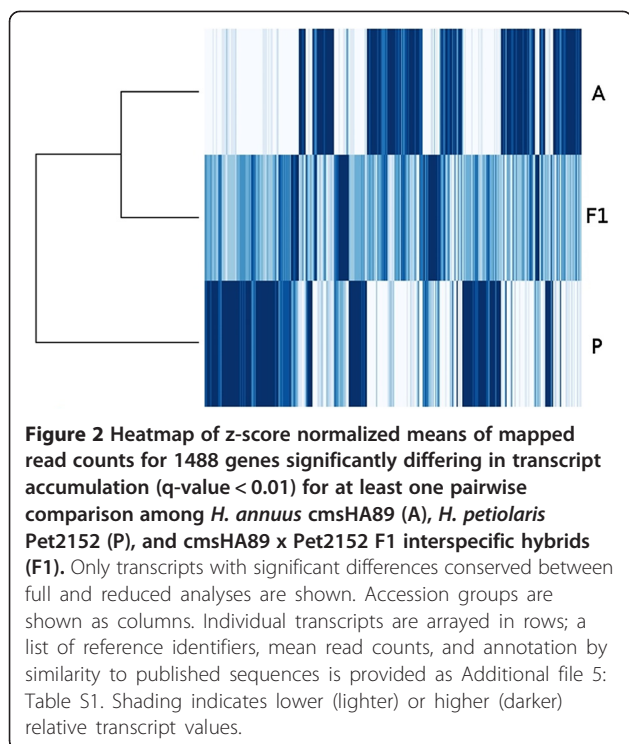 A
F1
P
Figure 2 Heatmap of z-score normalized means of mapped
read counts for 1488 genes significantly differing in transcript
accumulation (q-value < 0.01) for at least one pairwise
comparison among H. annuus cmsHA89 (A), H. petiolaris
Pet2152 (P), and cmsHA89 x Pet2152 F1 interspecific hybrids
(F1). Only transcripts with significant differences conserved between
full and reduced analyses are shown. Accession groups are
shown as columns. Individual transcripts are arrayed in rows; a
list of reference identifiers, mean read counts, and annotation by
similarity to published sequences is provided as Additional file 5:
Table S1. Shading indicates lower (lighter) or higher (darker)
relative transcript values.